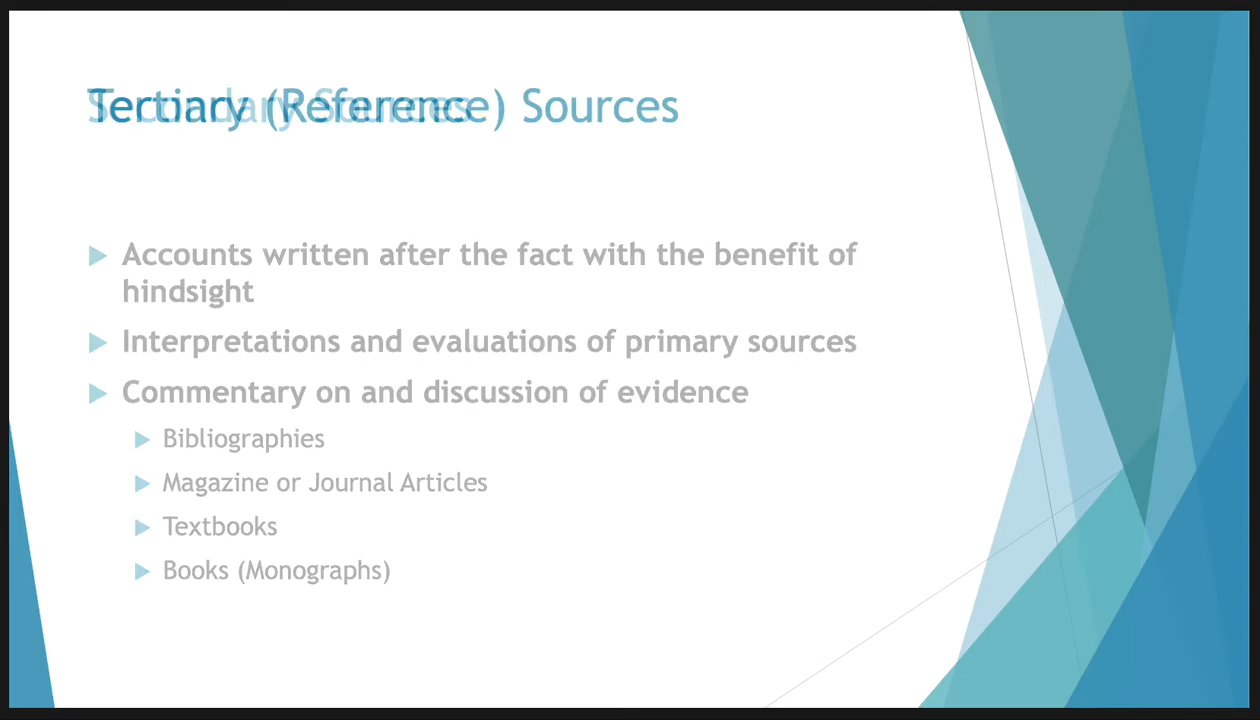 Tertiary (Reference) Sources
Secondary Sources
Accounts written after the fact with the benefit of
hindsight
Interpretations and evaluations of primary sources
Commentary on and discussion of evidence
Bibliographies
Magazine or Journal Articles
Textbooks
Books (Monographs)